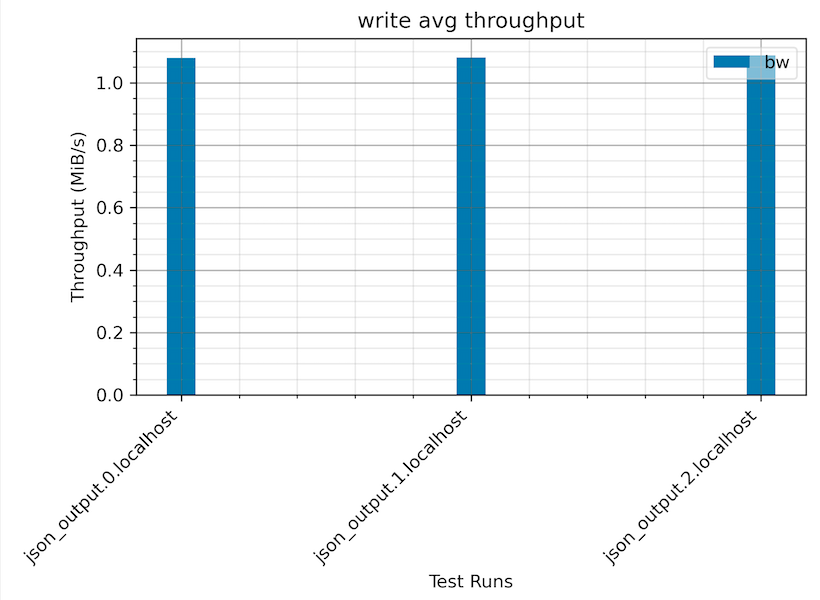 write avg throughput
bw
Throughput (MiB/s)
1.0
0.8
0.6
0.4
0.2
0.0
json_output.0.localhost
json_output.1.localhost
json_output.2.localhost
Test Runs